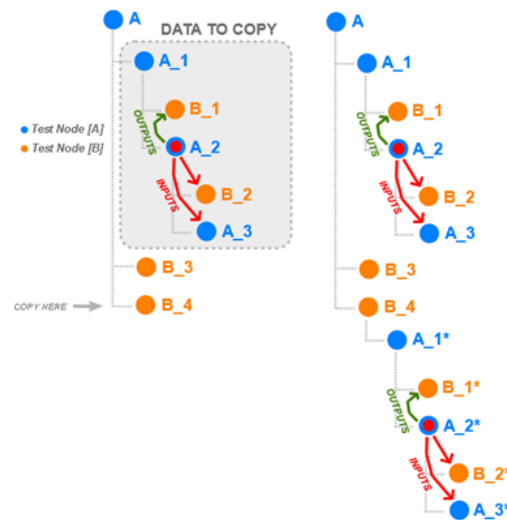 A
DATA TO COPY
A_1
B_1
OUTPUTS
Test Node [A]
Test Node [B]
A_2
INPUTS
B_2
A_3
B_3
COPY HERE
B_4
A
A_1
B_1
OUTPUTS
A_2
INPUTS
B_2
A_3
B_3
B_4
A_1*
B_1*
OUTPUTS
A_2*
INPUTS
B_2*
A_3*